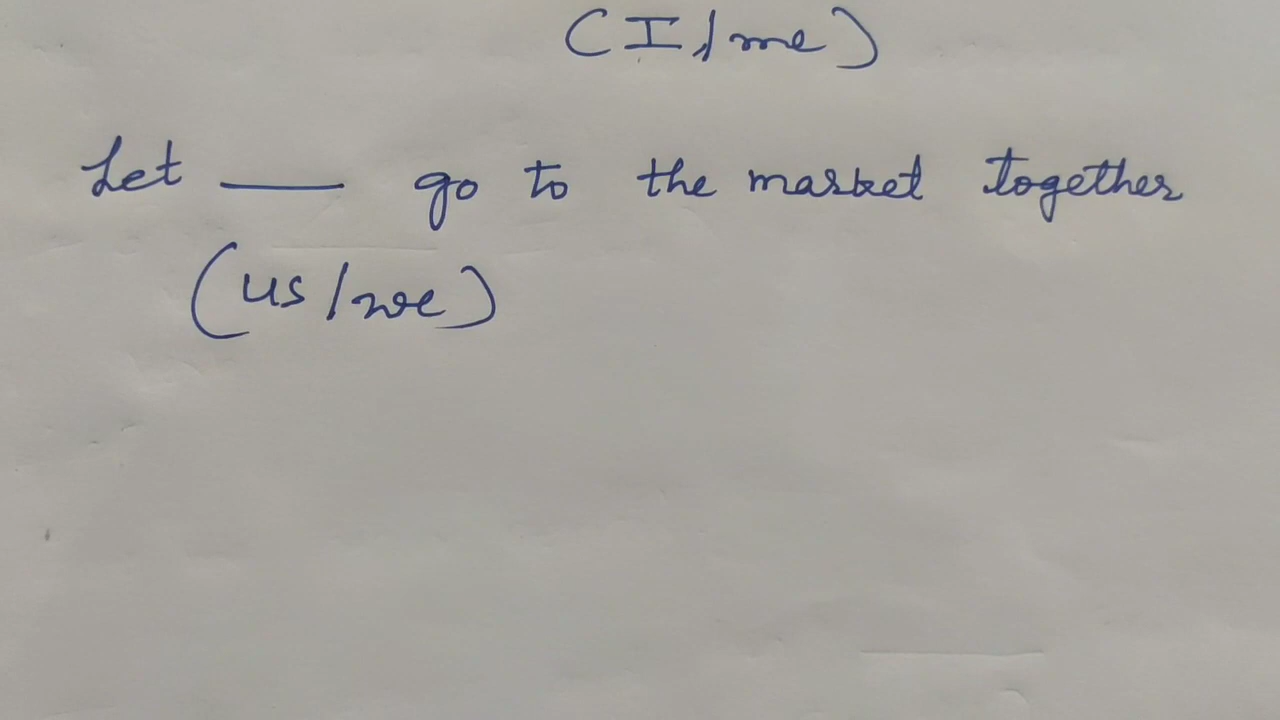 (I/me)
Let ___ go to the market together
(us/we)